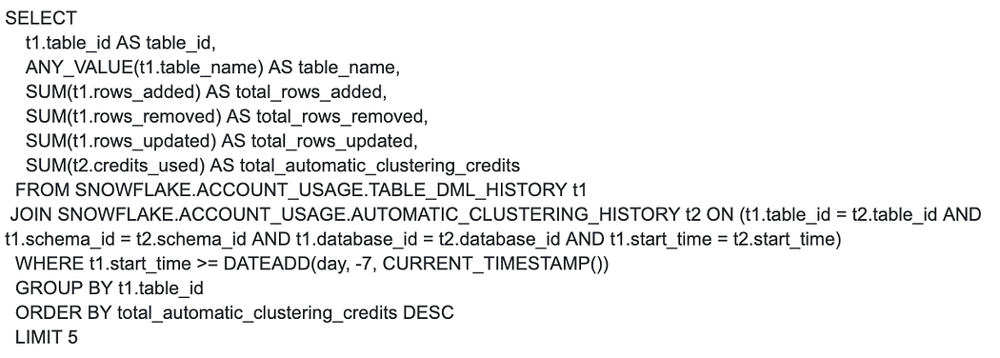 SELECT
t1.table_id AS table_id,
ANY_VALUE(t1.table_name) AS table_name,
SUM(t1.rows_added) AS total_rows_added,
SUM(t1.rows_removed) AS total_rows_removed,
SUM(t1.rows_updated) AS total_rows_updated,
SUM(t2.credits_used) AS total_automatic_clustering_credits
FROM SNOWFLAKE.ACCOUNT_USAGE.TABLE_DML_HISTORY t1
JOIN SNOWFLAKE.ACCOUNT_USAGE.AUTOMATIC_CLUSTERING_HISTORY t2 ON (t1.table_id = t2.table_id AND
t1.schema_id = t2.schema_id AND t1.database_id = t2.database_id AND t1.start_time = t2.start_time)
WHERE t1.start_time >= DATEADD(day, -7, CURRENT_TIMESTAMP())
GROUP BY t1.table_id
ORDER BY total_automatic_clustering_credits DESC
LIMIT 5